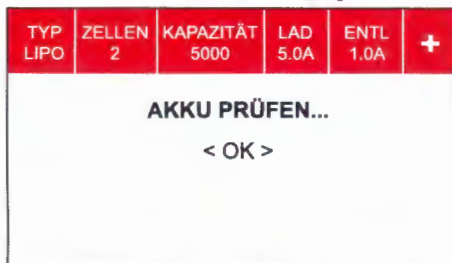 TYP ZELLEN KAPAZITÄT LAD ENTL +
LIPO 2 5000 5.0A 1.0A
AKKU PRÜFEN...
< OK >